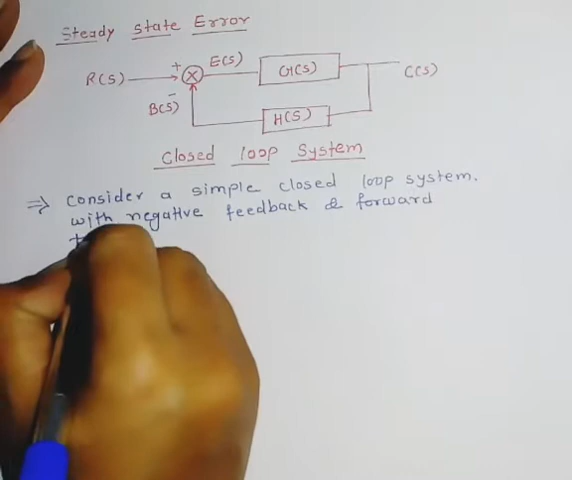 Steady state Error
R(S)
+
E(S)
G(S)
C(S)
B(S)
-
H(S)
Closed loop System
⇒ Consider a simple closed loop system.
with negative feedback & forward